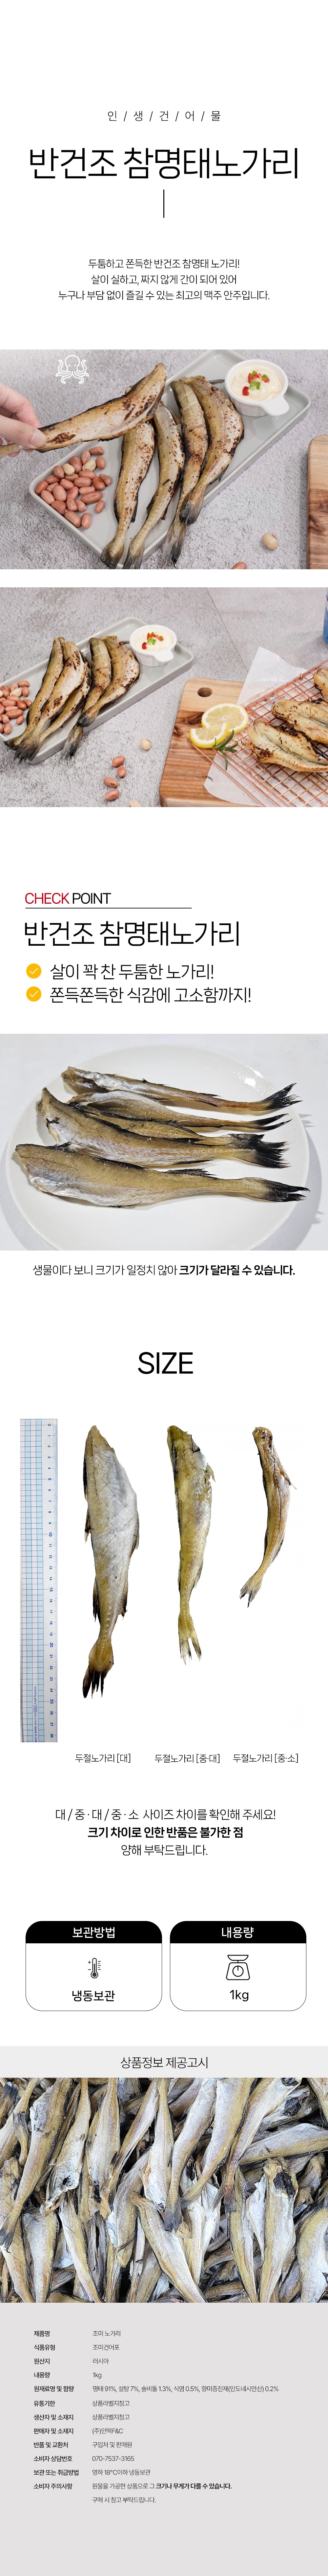 인 / 생 / 건 / 어 / 물
반건조 참명태노가리
두툼하고 쫀득한 반건조 참명태 노가리!
살이 실하고, 짜지 않게 간이 되어 있어
누구나 부담 없이 즐길 수 있는 최고의 맥주 안주입니다.
CHECK POINT
반건조 참명태노가리
살이 꽉 찬 두툼한 노가리!
쫀득쫀득한 식감에 고소함까지!
생물이다 보니 크기가 일정치 않아 크기가 달라질 수 있습니다.
SIZE
두절노가리 [대] 두절노가리 [중·대] 두절노가리 [중·소]
대 / 중 · 대 / 중 · 소 사이즈 차이를 확인해 주세요!
크기 차이로 인한 반품은 불가한 점
양해 부탁드립니다.
보관방법 내용량
냉동보관 1kg
상품정보 제공고시
제품명 조미 노가리
식품유형 조미건어포
원산지 러시아
내용량 1kg
원재료명 및 함량 명태 91%, 설탕 7%, 솔비톨 1.3%, 식염 0.5%, 향미증진제(인도네시안산) 0.2%
유통기한 상품라벨지참고
생산자 및 소재지 상품라벨지참고
판매자 및 소재지 (주)안백F&C
반품 및 교환처 구입처 및 판매원
소비자 상담번호 070-7537-3165
보관 또는 취급방법 영하 18℃이하 냉동보관
소비자 주의사항 원물을 가공한 상품으로 그 크기나 무게가 다를 수 있습니다.
구혀 시 참고 부탁드립니다.